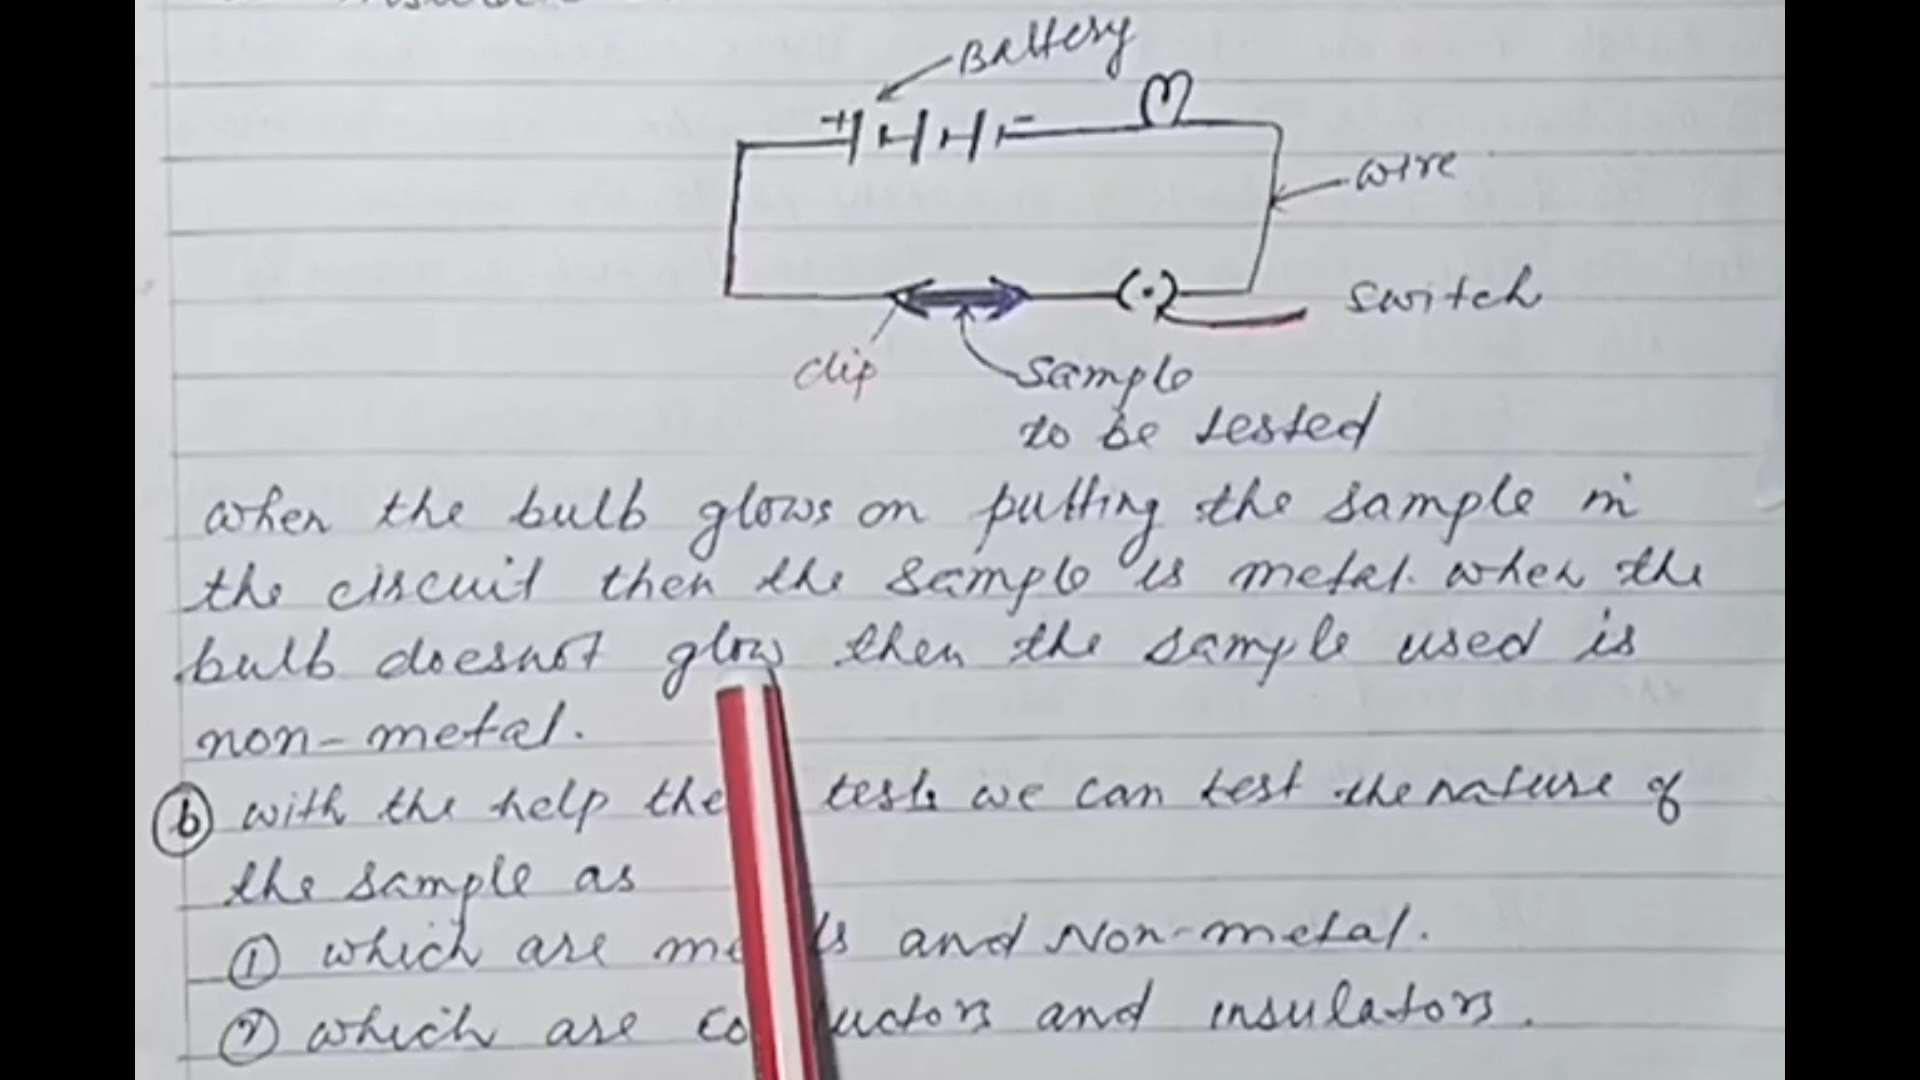 Battery
+ -
wire
switch
clip
sample
to be tested
when the bulb glows on putting the sample in
the circuit then the sample is metal. when the
bulb doesnot glow then the sample used is
non-metal.
(b) with the help the tests we can test the nature of
the sample as
(1) which are and Non-metal.
(2) which are and insulators.